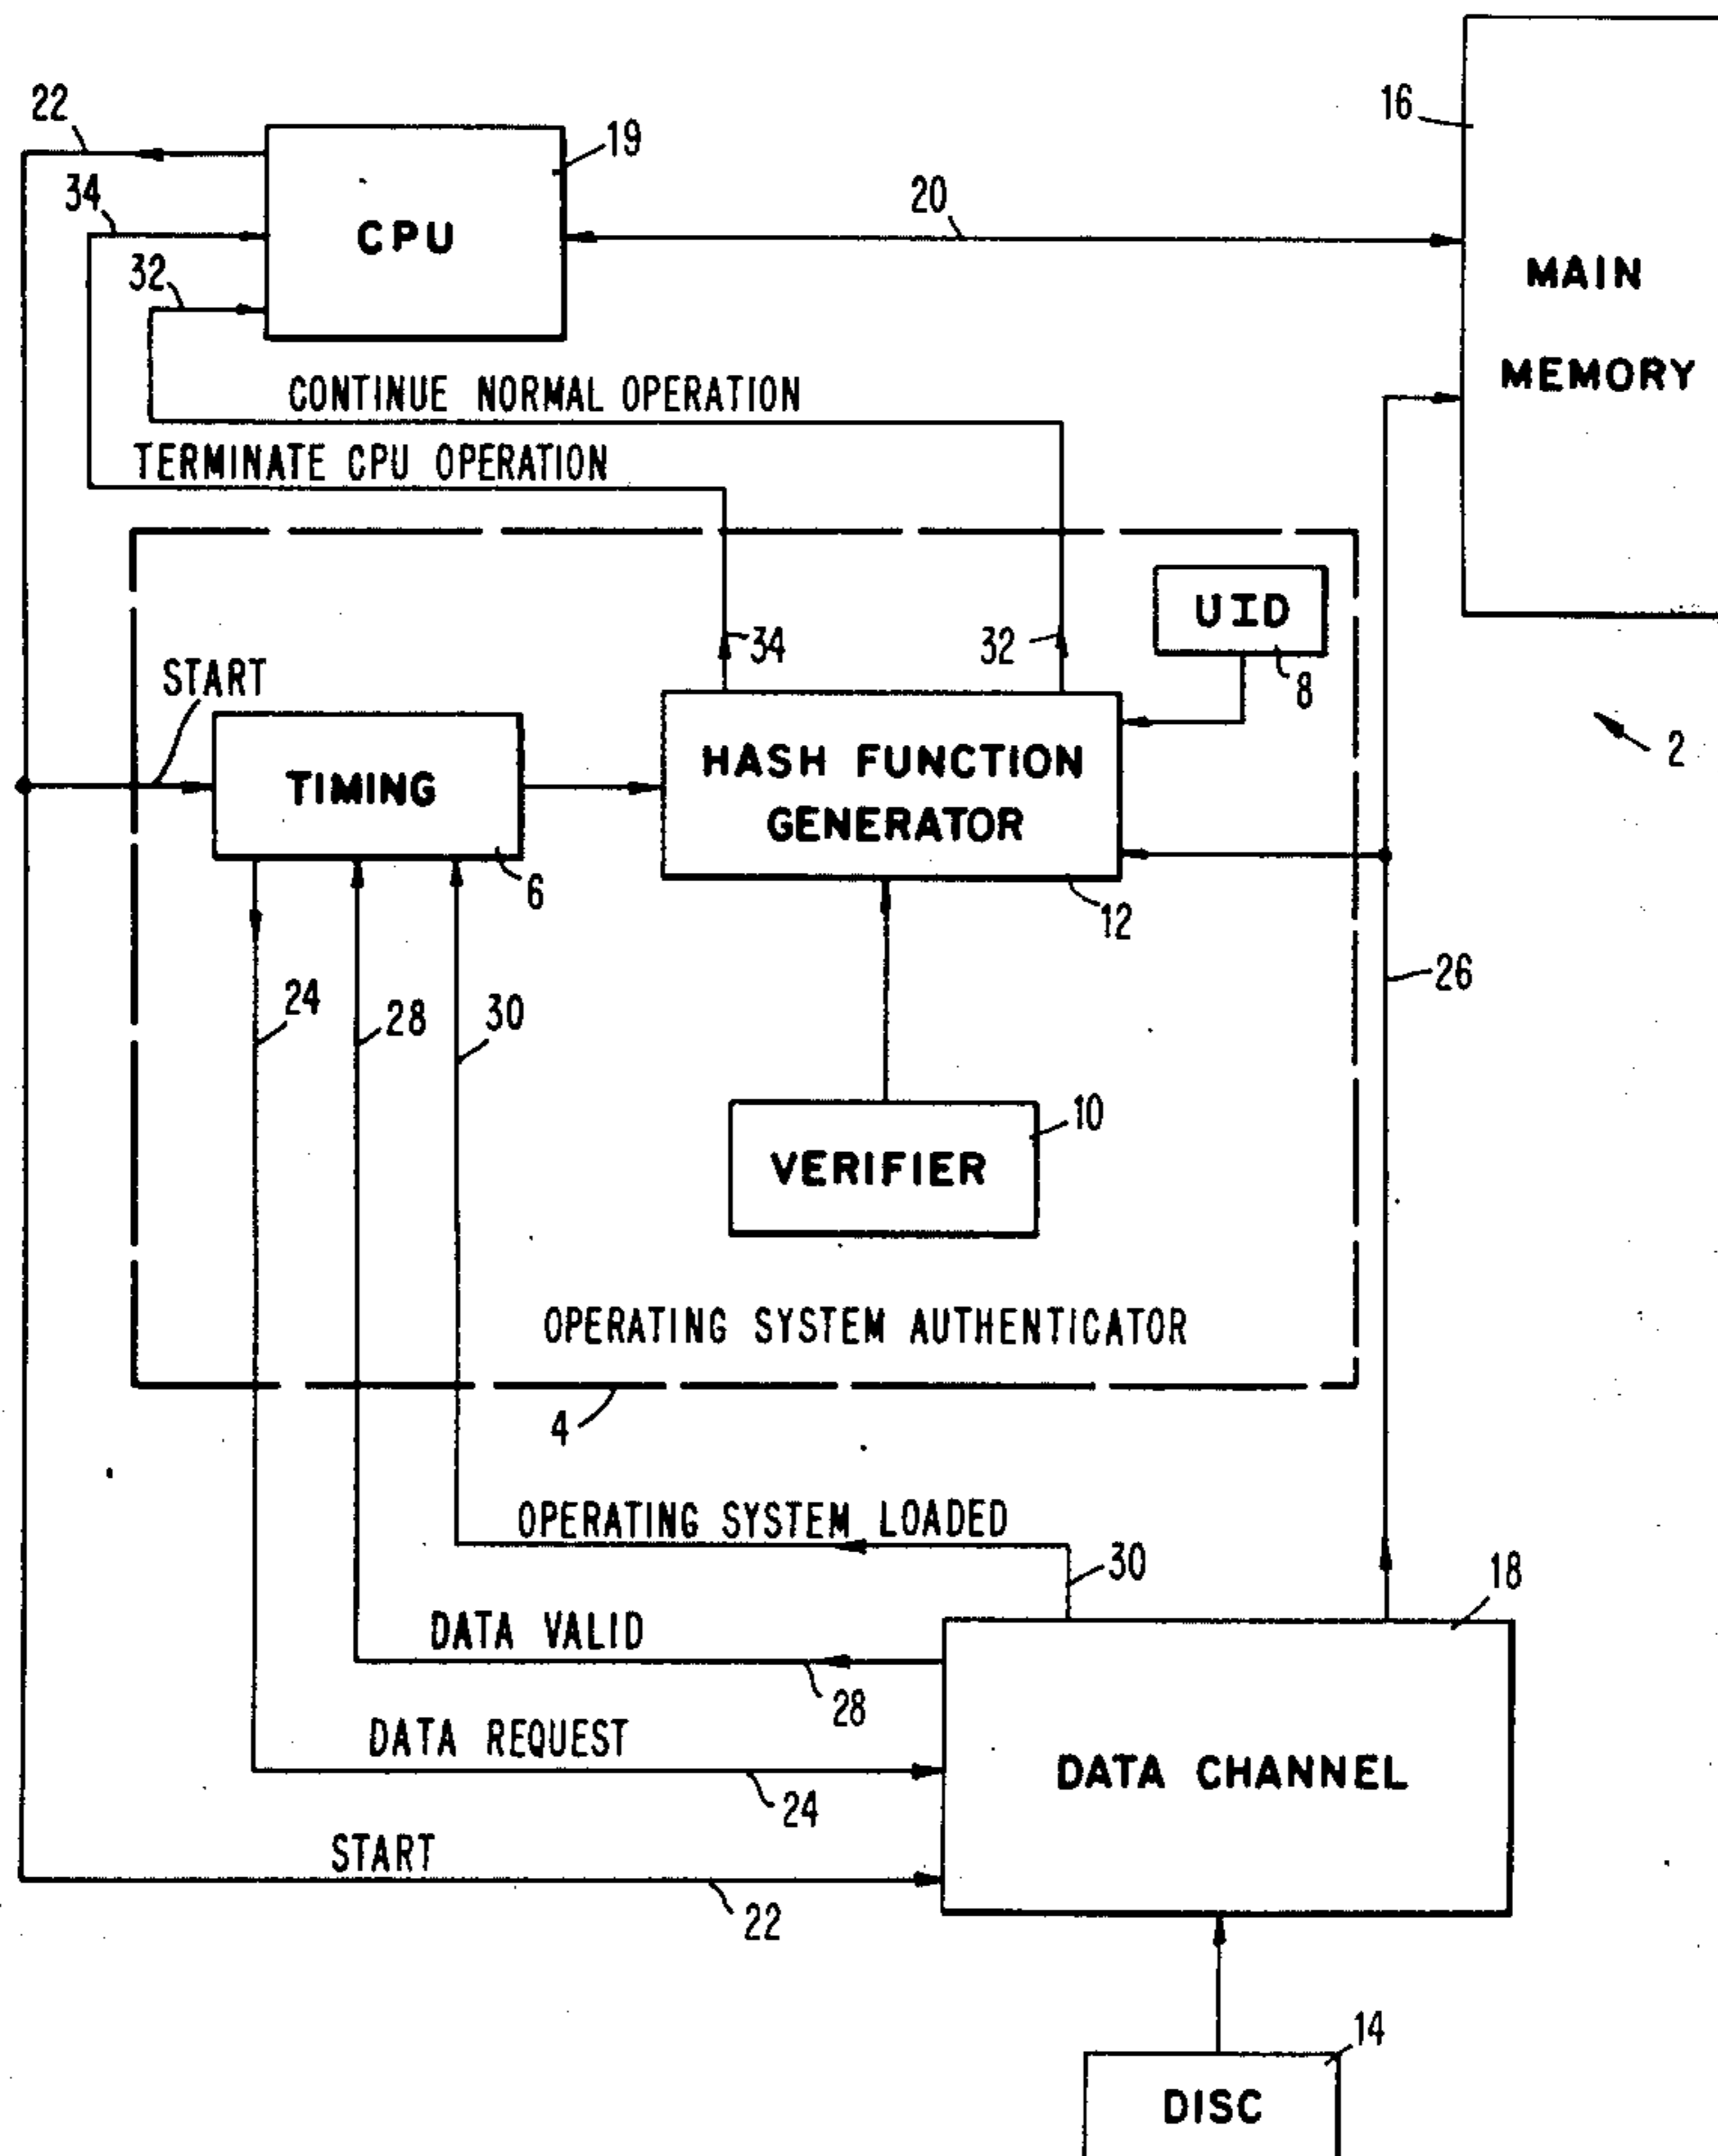 22
19
16
34
CPU
20
32
MAIN
MEMORY
CONTINUE NORMAL OPERATION
TERMINATE CPU OPERATION
UID
34
32
8
START
2
TIMING
HASH FUNCTION
GENERATOR
6
12
24
28
30
26
10
VERIFIER
OPERATING SYSTEM AUTHENTICATOR
4
OPERATING SYSTEM LOADED
30
18
DATA VALID
28
DATA REQUEST
DATA CHANNEL
24
START
22
14
DISC